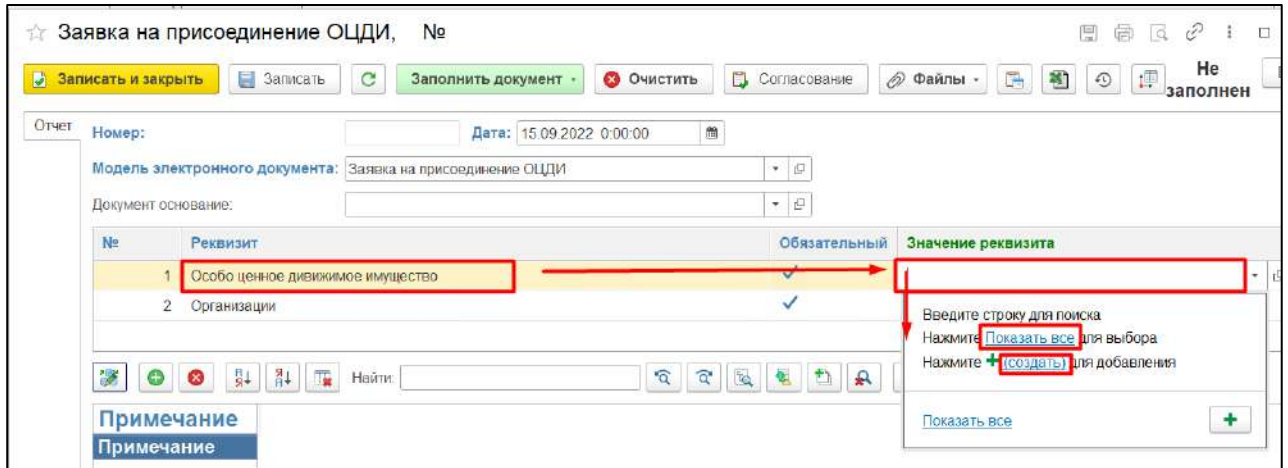 Заявка на присоединение ОЦДИ, №
Записать и закрыть Записать Заполнить документ Очистить Согласование Файлы Не заполнен
Отчет
Номер: Дата: 15.09.2022 0:00:00
Модель электронного документа: Заявка на присоединение ОЦДИ
Документ основание:
№ Реквизит Обязательный Значение реквизита
1 Особо ценное дивижимое имущество
2 Организации
Введите строку для поиска
Нажмите Показать все для выбора
Нажмите + (создать) для добавления
Показать все +
Найти:
Примечание
Примечание